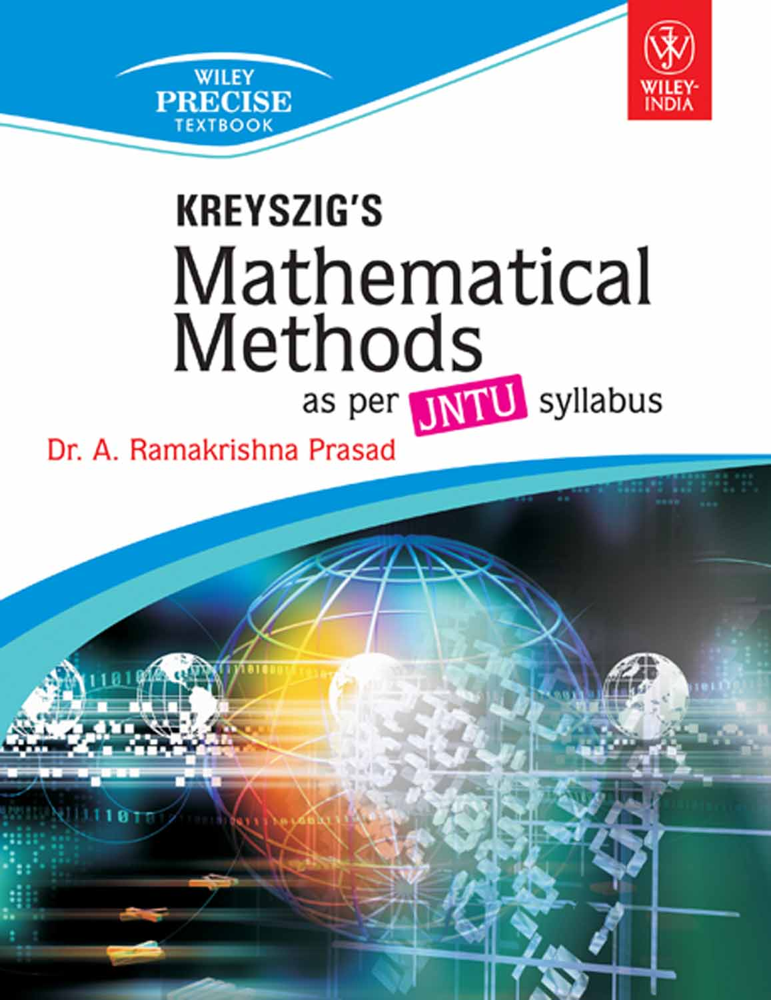 WILEY
PRECISE
TEXTBOOK
WILEY-
INDIA
KREYSZIG'S
Mathematical
Methods
as per JNTU syllabus
Dr. A. Ramakrishna Prasad